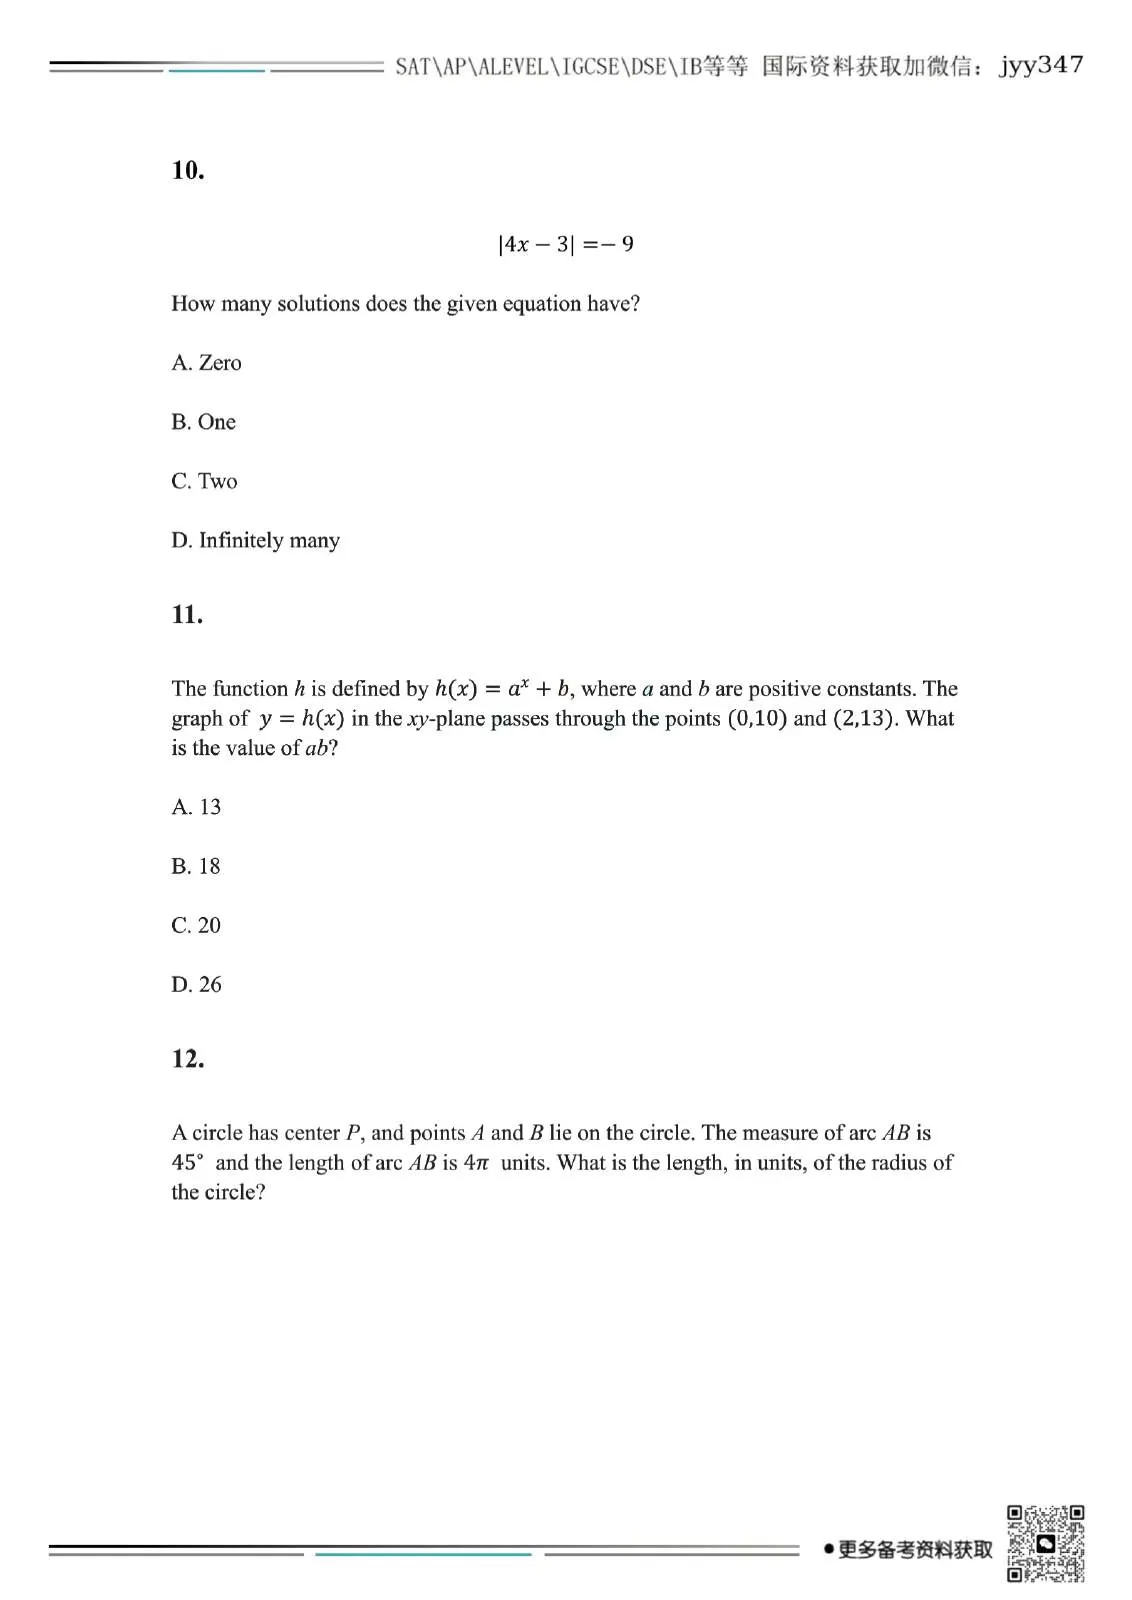 SAT\AP\ALEVEL\IGCSE\DSE\IB等等 国际资料获取加微信： jyy347
10.
|4x − 3| =− 9
How many solutions does the given equation have?
A. Zero
B. One
C. Two
D. Infinitely many
11.
The function h is defined by h(x) = aˣ + b, where a and b are positive constants. The
graph of y = h(x) in the xy-plane passes through the points (0,10) and (2,13). What
is the value of ab?
A. 13
B. 18
C. 20
D. 26
12.
A circle has center P, and points A and B lie on the circle. The measure of arc AB is
45° and the length of arc AB is 4π units. What is the length, in units, of the radius of
the circle?
●更多备考资料获取